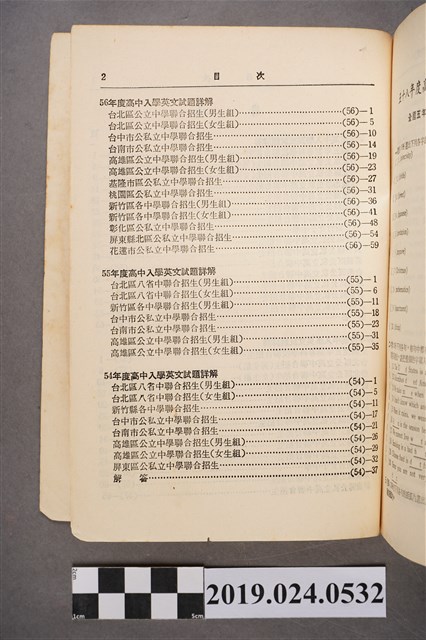 2　目　次
56年度高中入學英文試題詳解
台北區公立中學聯合招生(男生組)……(56)—1
台北區公立中學聯合招生(女生組)……(56)—5
台中市公私立中學聯合招生……(56)—10
台南市公私立中學聯合招生……(56)—14
高雄區公立中學聯合招生(男生組)……(56)—19
高雄區公立中學聯合招生(女生組)……(56)—23
基隆市區公私立中學聯合招生……(56)—27
桃園區公私立中學聯合招生……(56)—31
新竹區各中學聯合招生(男生組)……(56)—36
新竹區各中學聯合招生(女生組)……(56)—41
彰化區公私立中學聯合招生……(56)—48
屏東縣北區公私立中學聯合招生……(56)—54
花蓮市公私立中學聯合招生……(56)—59
55年度高中入學英文試題詳解
台北區八省中聯合招生(男生組)……(55)—1
台北區八省中聯合招生(女生組)……(55)—6
新竹區各中學聯合招生(男生組)……(55)—11
台中市公私立中學聯合招生……(55)—18
台南市公私立中學聯合招生……(55)—23
高雄區公立中學聯合招生(男生組)……(55)—31
高雄區公立中學聯合招生(女生組)……(55)—35
54年度高中入學英文試題詳解
台北區八省中聯合招生(男生組)……(54)—1
台北區八省中聯合招生(女生組)……(54)—5
新竹縣各中學聯合招生……(54)—11
台中市公私立中學聯合招生……(54)—17
台南市公私立中學聯合招生……(54)—21
高雄區公立中學聯合招生(男生組)……(54)—26
高雄區公立中學聯合招生(女生組)……(54)—29
屏東區公私立中學聯合招生……(54)—32
解　答……(54)—37
2019.024.0532